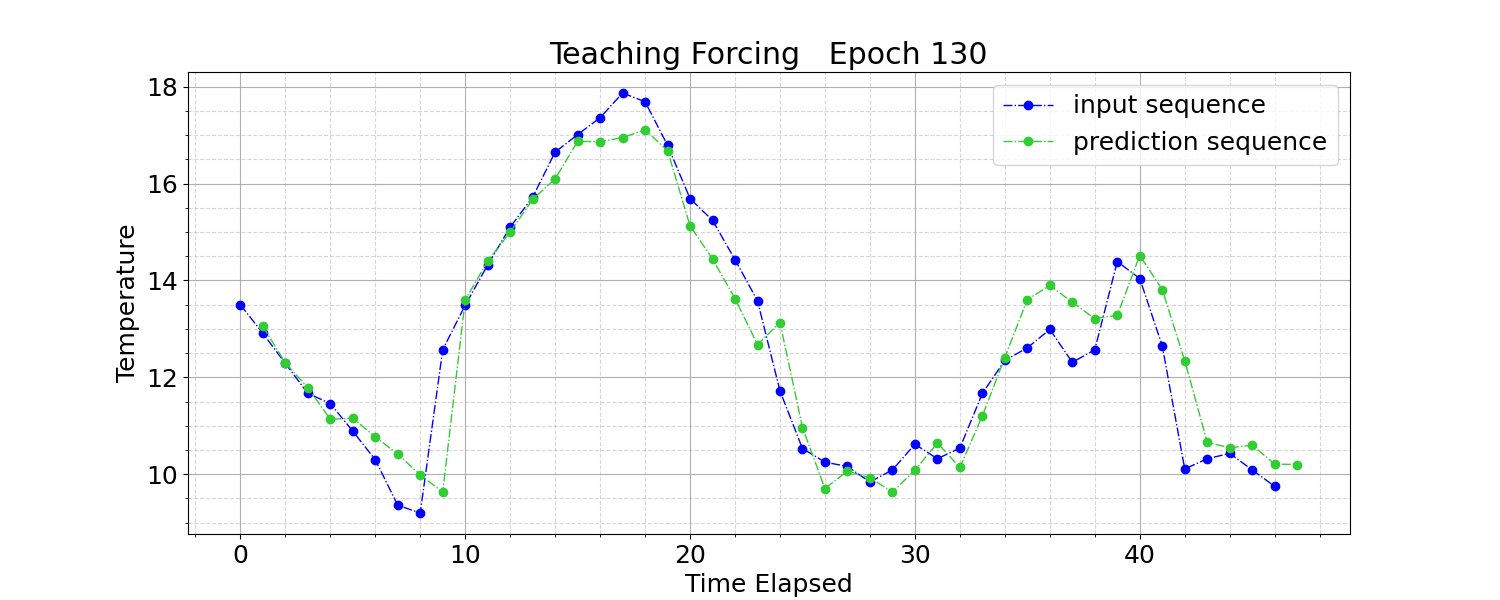 Teaching Forcing   Epoch 130
input sequence
prediction sequence
18
16
14
12
10
Temperature
0
10
20
30
40
Time Elapsed